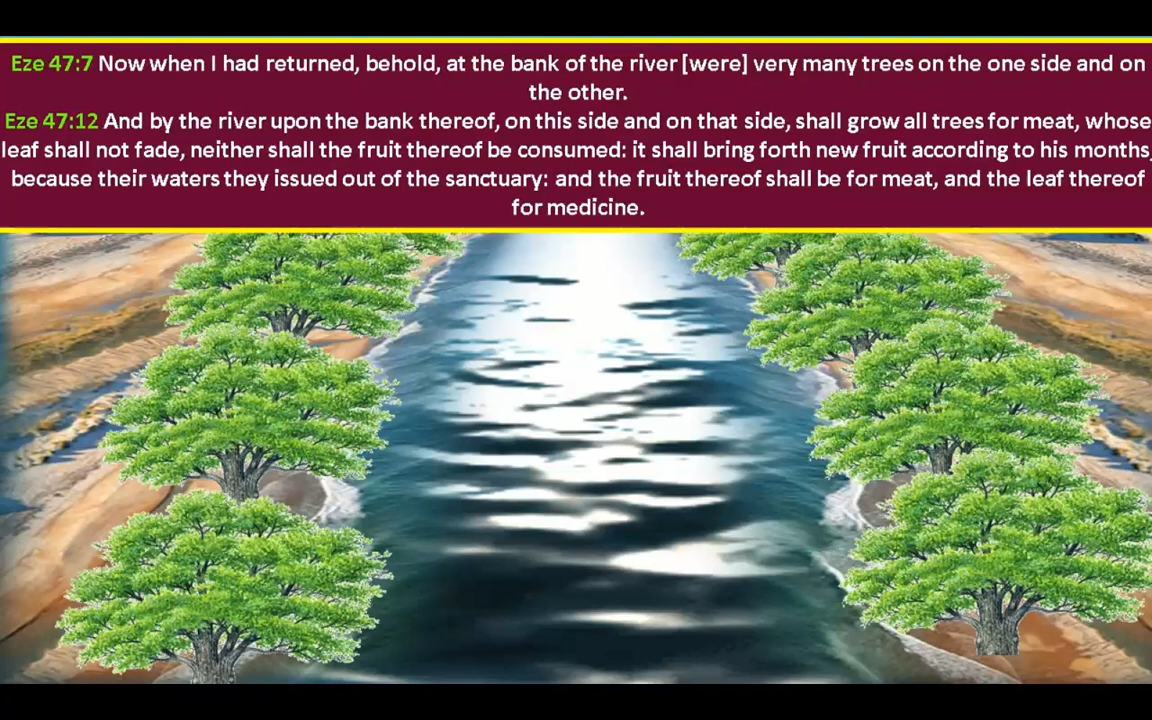 Eze 47:7 Now when I had returned, behold, at the bank of the river [were] very many trees on the one side and on
the other.
Eze 47:12 And by the river upon the bank thereof, on this side and on that side, shall grow all trees for meat, whose
leaf shall not fade, neither shall the fruit thereof be consumed: it shall bring forth new fruit according to his months,
because their waters they issued out of the sanctuary: and the fruit thereof shall be for meat, and the leaf thereof
for medicine.